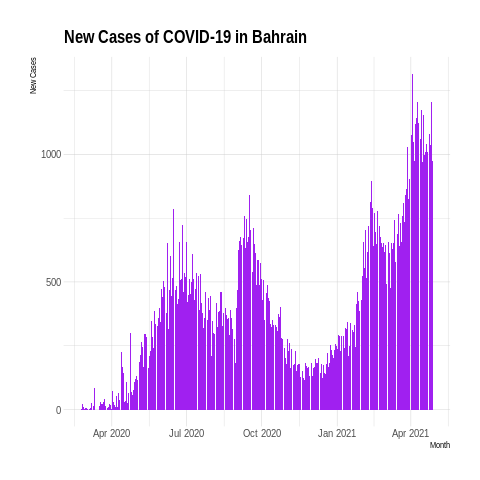 New Cases of COVID-19 in Bahrain
New Cases
1000
500
0
Apr 2020
Jul 2020
Oct 2020
Jan 2021
Apr 2021
Month